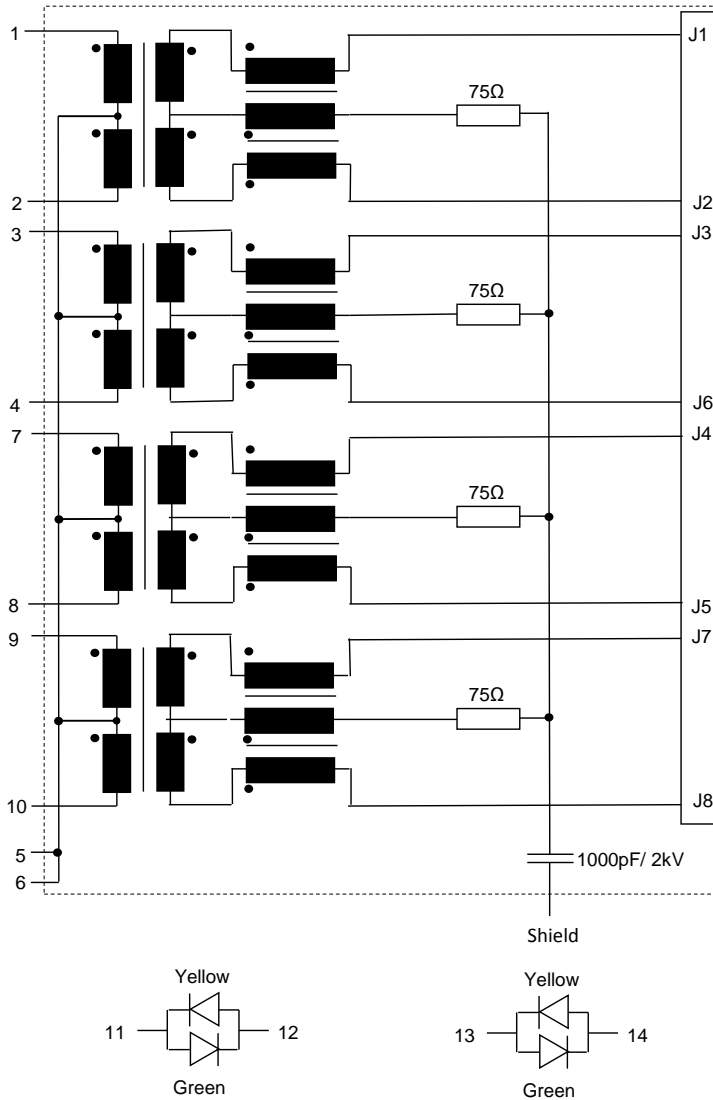 1
J1
75Ω
2
J2
3
J3
75Ω
4
J6
7
J4
75Ω
8
J5
9
J7
75Ω
10
J8
5
1000pF/ 2kV
6
Shield
Yellow
Yellow
11
12
13
14
Green
Green